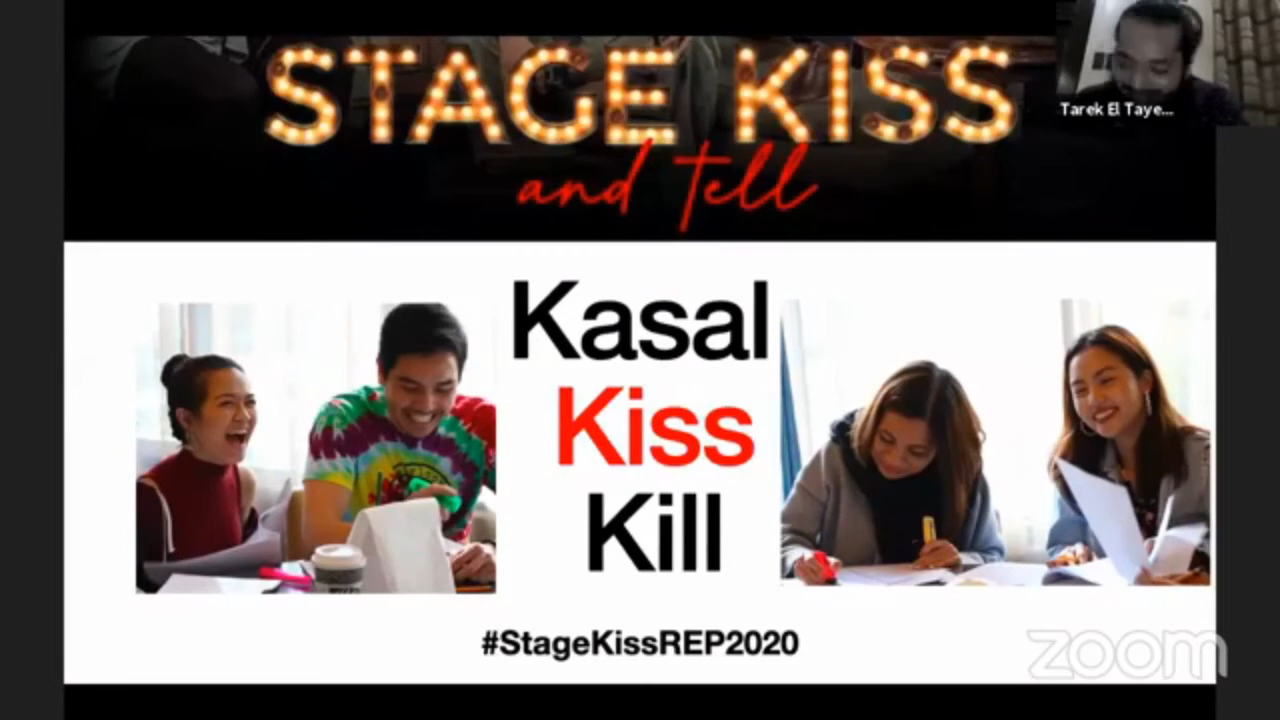 STAGE KISS
and tell
Tarek El Taye...
Kasal
Kiss
Kill
#StageKissREP2020
zoom